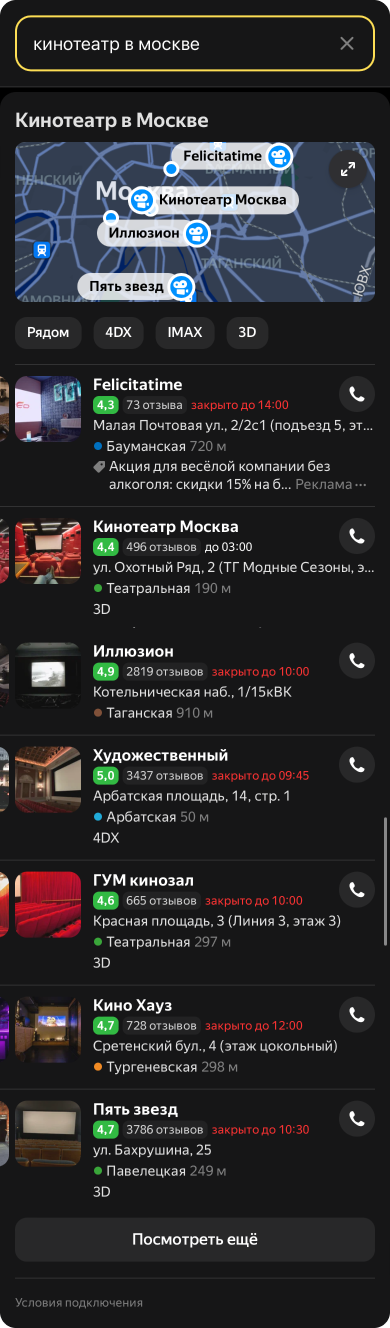 кинотеатр в москве
Кинотеатр в Москве
Felicitatime
Москва
Кинотеатр Москва
Иллюзион
ТАГАНСКИЙ
Пять звезд
Рядом
4DX
IMAX
3D
Felicitatime
4,3 73 отзыва закрыто до 14:00
Малая Почтовая ул., 2/2с1 (подъезд 5, эт...
Бауманская 720 м
Акция для весёлой компании без
алкоголя: скидки 15% на б... Реклама
Кинотеатр Москва
4,4 496 отзывов до 03:00
ул. Охотный Ряд, 2 (ТГ Модные Сезоны, э...
Театральная 190 м
3D
Иллюзион
4,9 2819 отзывов закрыто до 10:00
Котельническая наб., 1/15кВК
Таганская 910 м
Художественный
5,0 3437 отзывов закрыто до 09:45
Арбатская площадь, 14, стр. 1
Арбатская 50 м
4DX
ГУМ кинозал
4,6 665 отзывов закрыто до 10:00
Красная площадь, 3 (Линия 3, этаж 3)
Театральная 297 м
3D
Кино Хауз
4,7 728 отзывов закрыто до 12:00
Сретенский бул., 4 (этаж цокольный)
Тургеневская 298 м
Пять звезд
4,7 3786 отзывов закрыто до 10:30
ул. Бахрушина, 25
Павелецкая 249 м
3D
Посмотреть ещё
Условия подключения